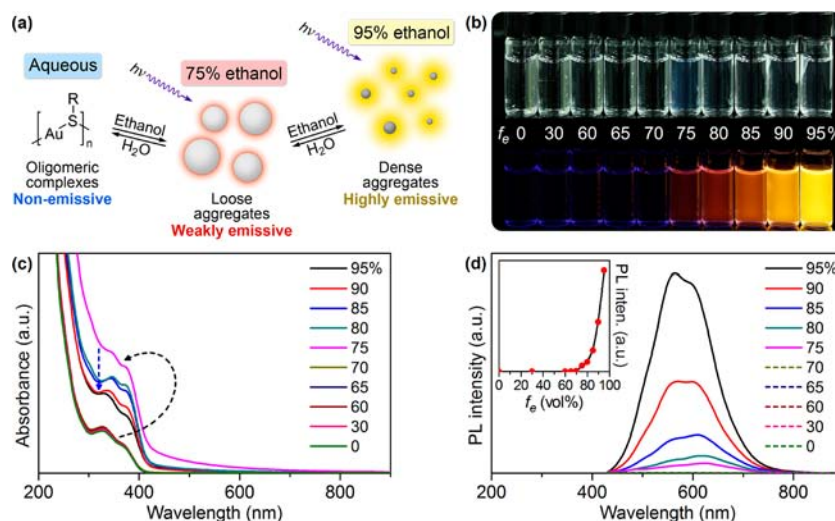 (a)
Aqueous
hν
75% ethanol
hν
95% ethanol
R
S
Au
n
Ethanol
H₂O
Ethanol
H₂O
Oligomeric
complexes
Non-emissive
Loose
aggregates
Weakly emissive
Dense
aggregates
Highly emissive
(b)
fe 0 30 60 65 70 75 80 85 90 95%
(c)
Absorbance (a.u.)
95%
90
85
80
75
70
65
60
30
0
200 400 600 800
Wavelength (nm)
(d)
PL intensity (a.u.)
PL inten. (a.u.)
0 20 40 60 80 100
fe (vol%)
95%
90
85
80
75
70
65
60
30
0
200 400 600 800
Wavelength (nm)